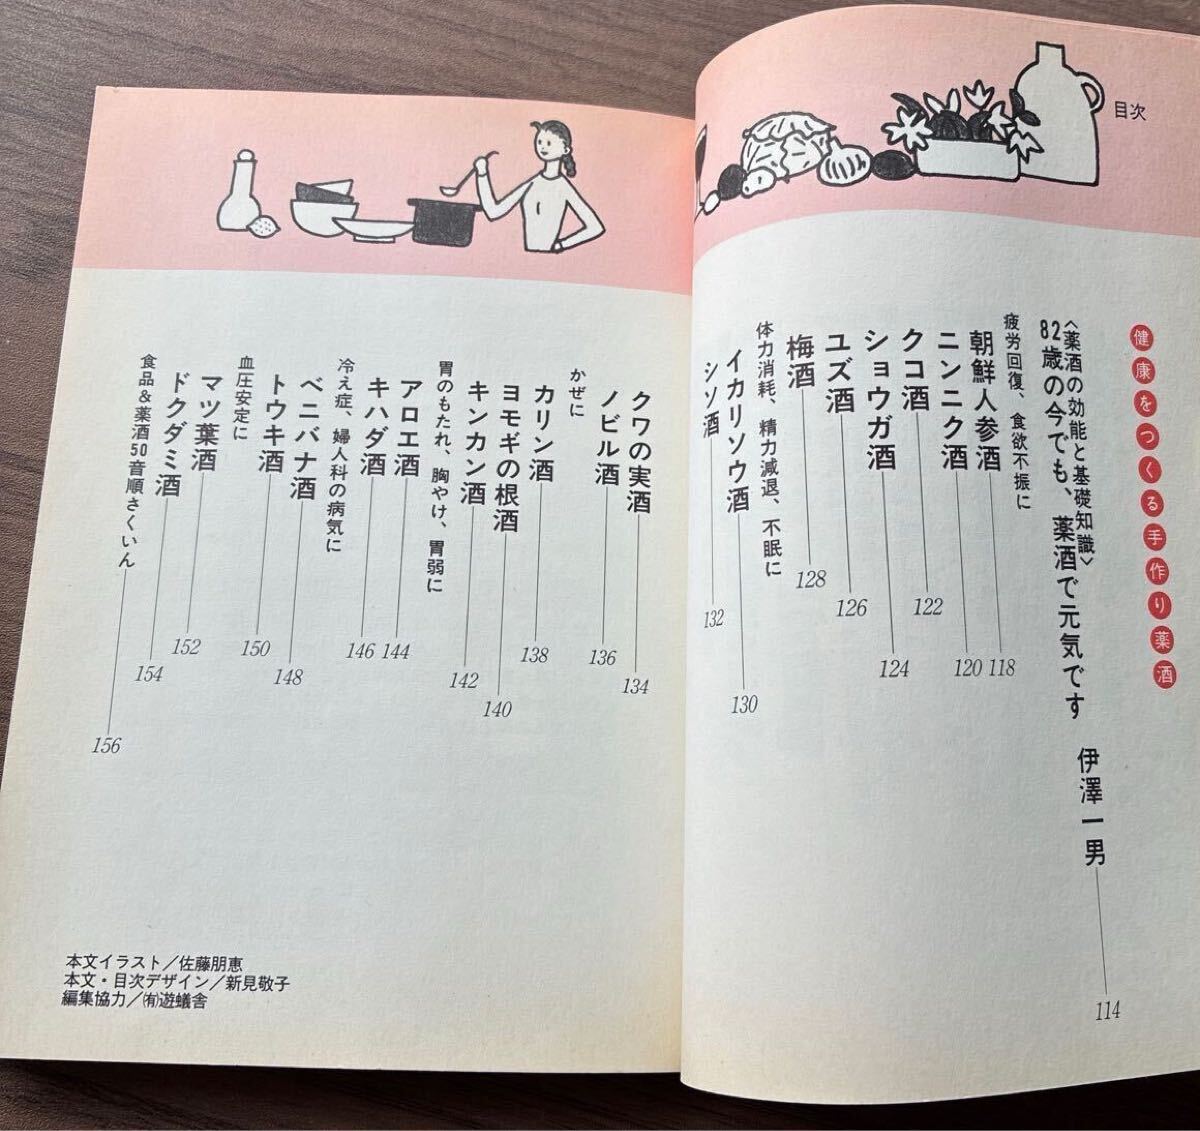 目次
健康をつくる手作り薬酒
〈薬酒の効能と基礎知識〉
82歳の今でも、薬酒で元気です 伊澤一男 114
疲労回復、食欲不振に
朝鮮人参酒 118
ニンニク酒 120
クコ酒 122
ショウガ酒 124
ユズ酒 126
梅酒 128
体力消耗、精力減退、不眠に
イカリソウ酒 130
シソ酒 132
クワの実酒 134
ノビル酒 136
かぜに
カリン酒 138
ヨモギの根酒 140
キンカン酒 142
胃のもたれ、胸やけ、胃弱に
アロエ酒 144
キハダ酒 146
冷え症、婦人科の病気に
ベニバナ酒 148
トウキ酒 150
血圧安定に
マツ葉酒 152
ドクダミ酒 154
食品&薬酒50音順さくいん 156
本文イラスト／佐藤朋恵
本文・目次デザイン／新見敬子
編集協力／㈲遊蟻舎